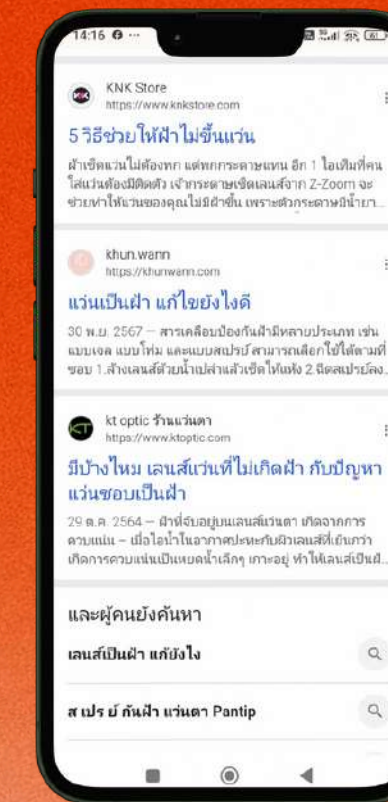 14:16
KNK Store
https://www.knkstore.com
5 วิธีช่วยให้ฝ้าไม่ขึ้นแว่น
ผ้าเช็ดแว่นไม่ต้องพก แต่พกกระดาษแทน อีก 1 ไอเทมที่คน
ใส่แว่นต้องมีติดตัว เจ้ากระดาษเช็ดเลนส์จาก Z-Zoom จะ
ช่วยทำให้แว่นของคุณไม่มีฝ้าขึ้น เพราะตัวกระดาษมีน้ำยา...
khun.wann
https://khunwann.com
แว่นเป็นฝ้า แก้ไขยังไงดี
30 พ.ย. 2567 — สารเคลือบป้องกันฝ้ามีหลายประเภท เช่น
แบบเจล แบบโฟม และแบบสเปรย์ สามารถเลือกใช้ได้ตามที่
ชอบ 1.ล้างเลนส์ด้วยน้ำเปล่าแล้วเช็ดให้แห้ง 2.ฉีดสเปรย์ลง...
KT
kt optic ร้านแว่นตา
https://www.ktoptic.com
มีบ้างไหม เลนส์แว่นที่ไม่เกิดฝ้า กับปัญหา
แว่นชอบเป็นฝ้า
29 ต.ค. 2564 — ฝ้าที่จับอยู่บนเลนส์แว่นตา เกิดจากการ
ควบแน่น – เมื่อไอน้ำในอากาศปะทะกับผิวเลนส์ที่เย็นกว่า
เกิดการควบแน่นเป็นหยดน้ำเล็กๆ เกาะอยู่ ทำให้เลนส์เป็นฝ้...
และผู้คนยังค้นหา
เลนส์เป็นฝ้า แก้ยังไง
ส เปร ย์ กันฝ้า แว่นตา Pantip